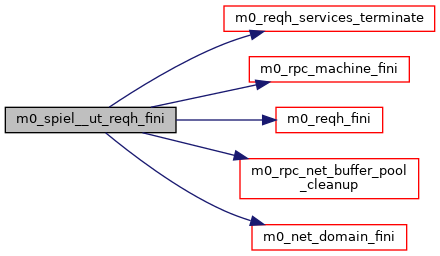 m0_reqh_services_terminate
m0_rpc_machine_fini
m0_spiel__ut_reqh_fini
m0_reqh_fini
m0_rpc_net_buffer_pool
_cleanup
m0_net_domain_fini